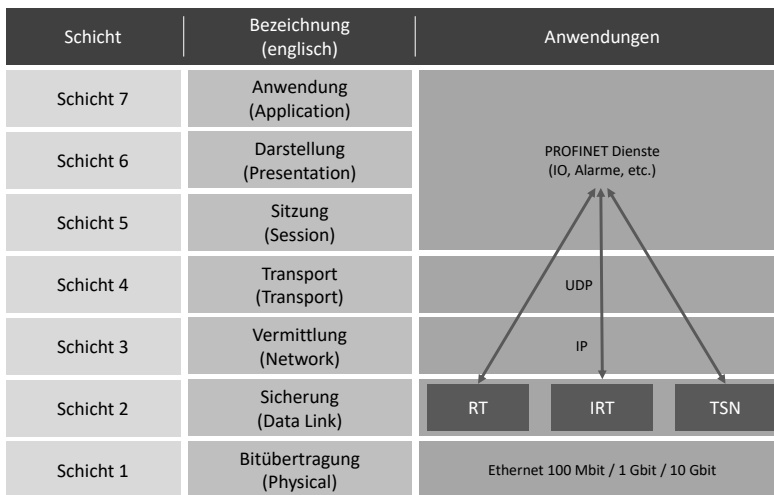 Schicht
Bezeichnung
(englisch)
Anwendungen
Schicht 7
Anwendung
(Application)
Schicht 6
Darstellung
(Presentation)
PROFINET Dienste
(IO, Alarme, etc.)
Schicht 5
Sitzung
(Session)
Schicht 4
Transport
(Transport)
UDP
Schicht 3
Vermittlung
(Network)
IP
Schicht 2
Sicherung
(Data Link)
RT
IRT
TSN
Schicht 1
Bitübertragung
(Physical)
Ethernet 100 Mbit / 1 Gbit / 10 Gbit